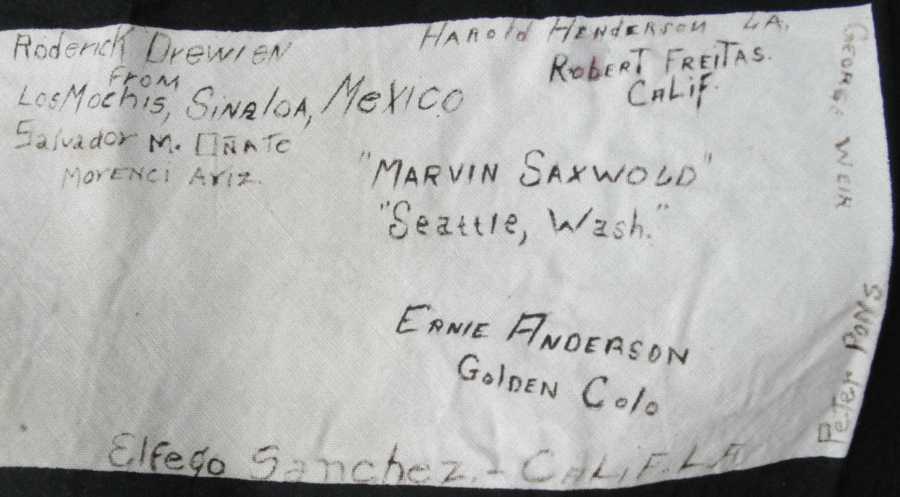 Roderick Drewien
From
Los Mochis, Sinaloa, Mexico
Salvador M. Oñate
Morenci Ariz.
Harold Henderson LA.
Robert Freitas.
Calif.
"Marvin Saxwold"
"Seattle, Wash."
Ernie Anderson
Golden Colo
Elfego Sanchez. - Calif. L.A
George Weir
Peter Pons